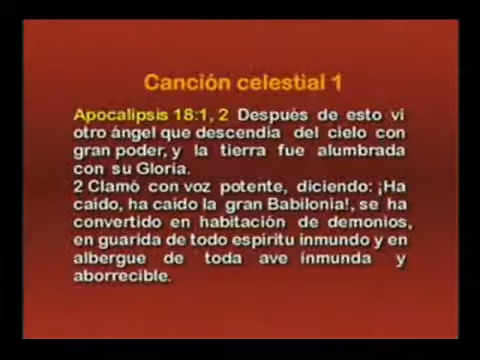 Canción celestial 1
Apocalipsis 18:1, 2 Después de esto vi
otro ángel que descendía del cielo con
gran poder, y la tierra fue alumbrada
con su Gloria.
2 Clamó con voz potente, diciendo: ¡Ha
caído, ha caído la gran Babilonia!, se ha
convertido en habitación de demonios,
en guarida de todo espíritu inmundo y en
albergue de toda ave inmunda y
aborrecible.